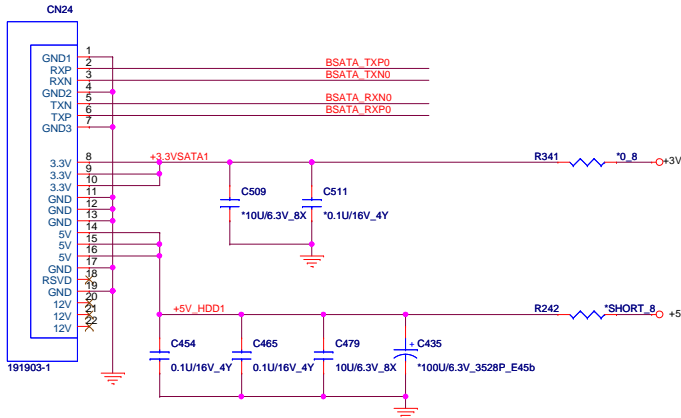 CN24
GND1 1
RXP 2 BSATA_TXP0
RXN 3 BSATA_TXN0
GND2 4
TXN 5 BSATA_RXN0
TXP 6 BSATA_RXP0
GND3 7
3.3V 8 +3.3VSATA1 R341 *0_8 +3V
3.3V 9
3.3V 10
GND 11
GND 12
GND 13
5V 14
5V 15
5V 16
GND 17
RSVD 18
GND 19
12V 20
12V 21
12V 22
C509
*10U/6.3V_8X
C511
*0.1U/16V_4Y
+5V_HDD1 R242 *SHORT_8 +5
C454
0.1U/16V_4Y
C465
0.1U/16V_4Y
C479
10U/6.3V_8X
+ C435
*100U/6.3V_3528P_E45b
191903-1